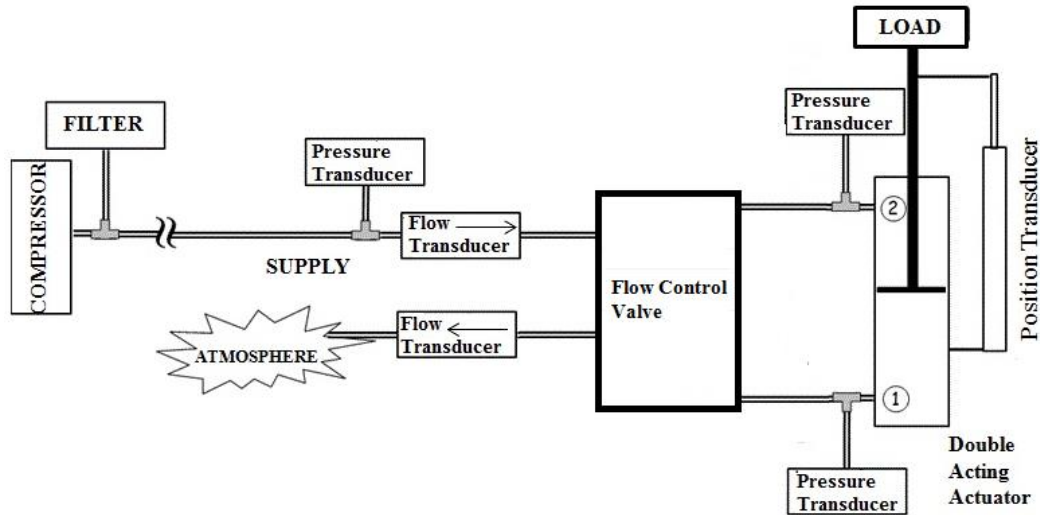 LOAD
FILTER
COMPRESSOR
Pressure
Transducer
Flow
Transducer
SUPPLY
Flow
Transducer
ATMOSPHERE
Flow Control
Valve
Pressure
Transducer
2
1
Position Transducer
Pressure
Transducer
Double
Acting
Actuator